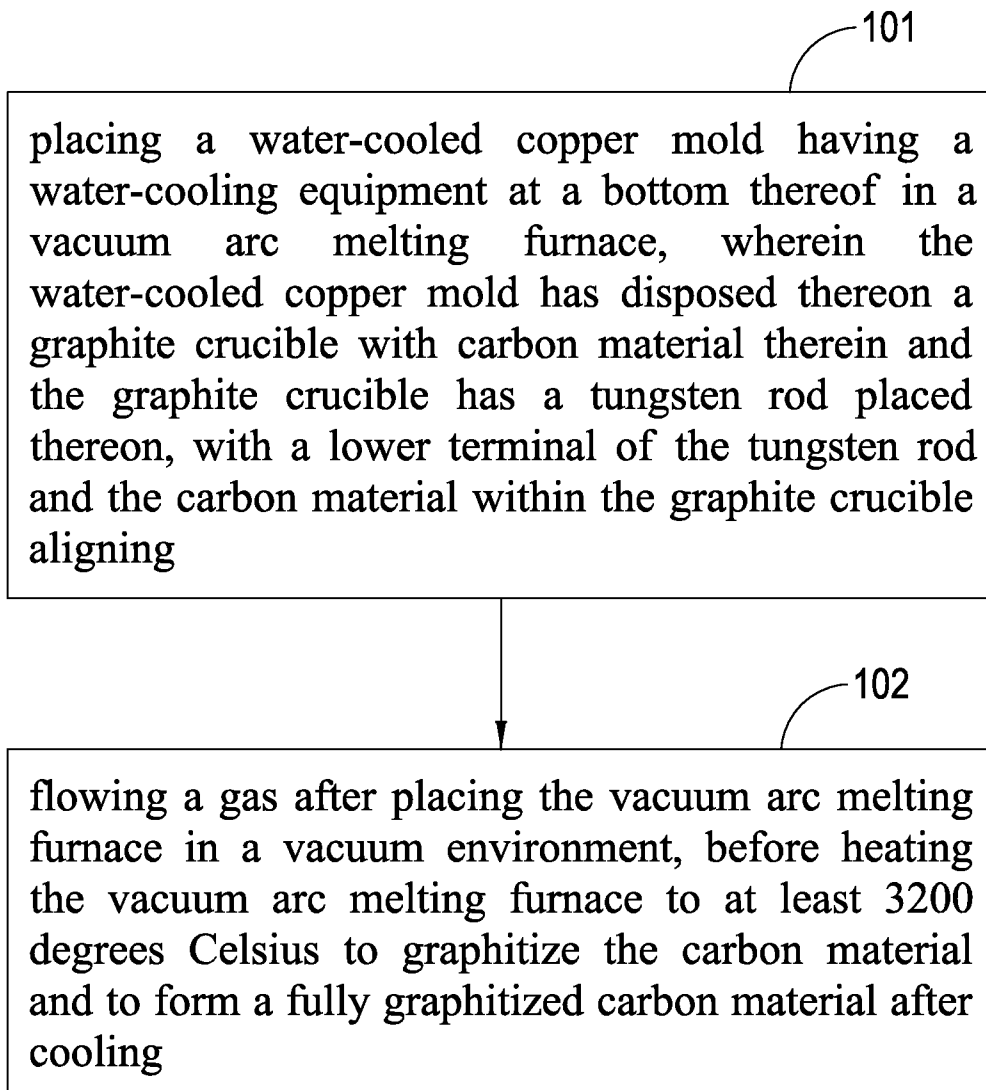 101
placing a water-cooled copper mold having a
water-cooling equipment at a bottom thereof in a
vacuum arc melting furnace, wherein the
water-cooled copper mold has disposed thereon a
graphite crucible with carbon material therein and
the graphite crucible has a tungsten rod placed
thereon, with a lower terminal of the tungsten rod
and the carbon material within the graphite crucible
aligning
102
flowing a gas after placing the vacuum arc melting
furnace in a vacuum environment, before heating
the vacuum arc melting furnace to at least 3200
degrees Celsius to graphitize the carbon material
and to form a fully graphitized carbon material after
cooling